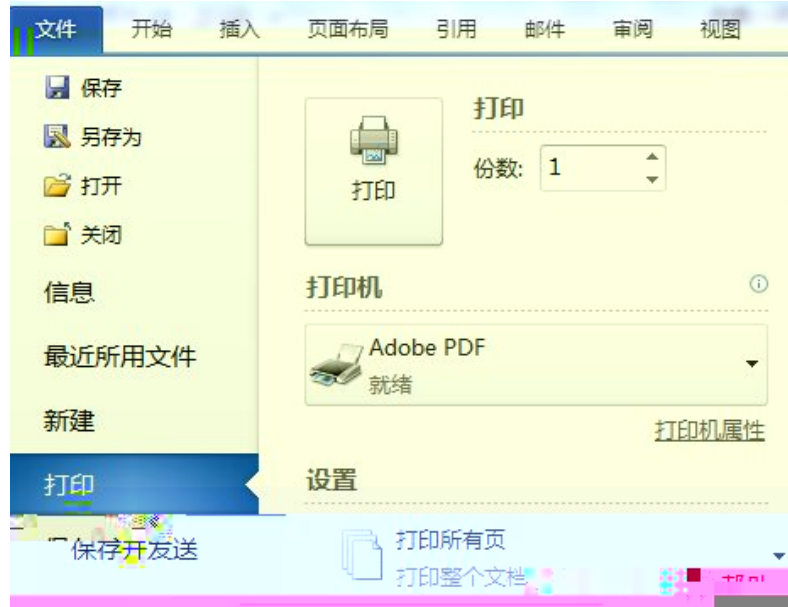 文件 开始 插入 页面布局 引用 邮件 审阅 视图
保存
另存为
打开
关闭
信息
最近所用文件
新建
打印
保存开发送
打印
打印
份数: 1
打印机
Adobe PDF
就绪
打印机属性
设置
打印所有页
打印整个文档